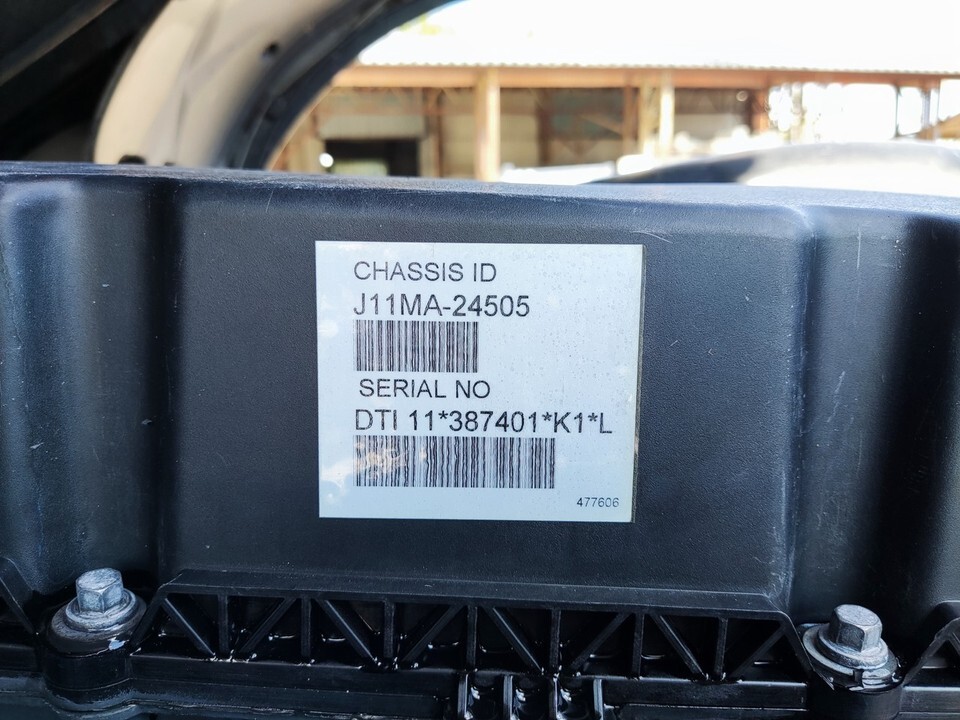 CHASSIS ID
J11MA-24505
SERIAL NO
DTI 11*387401*K1*L
477606